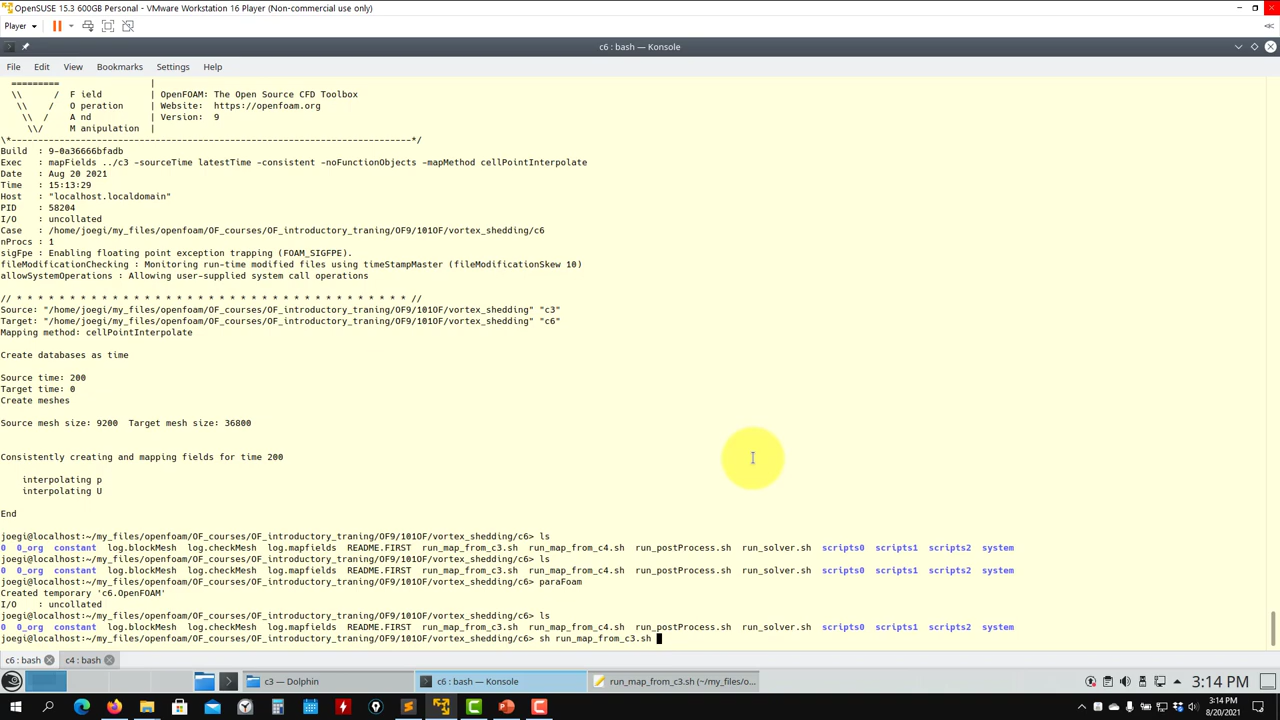 OpenSUSE 15.3 600GB Personal - VMware Workstation 16 Player (Non-commercial use only)
Player
c6 : bash — Konsole
File Edit View Bookmarks Settings Help
========= |
\\ / F ield | OpenFOAM: The Open Source CFD Toolbox
\\ / O peration | Website: https://openfoam.org
\\ / A nd | Version: 9
\\/ M anipulation |
\*---------------------------------------------------------------------------*/
Build : 9-0a36666bfadb
Exec : mapFields ../c3 -sourceTime latestTime -consistent -noFunctionObjects -mapMethod cellPointInterpolate
Date : Aug 20 2021
Time : 15:13:29
Host : "localhost.localdomain"
PID : 58204
I/O : uncollated
Case : /home/joegi/my_files/openfoam/OF_courses/OF_introductory_traning/OF9/101OF/vortex_shedding/c6
nProcs : 1
sigFpe : Enabling floating point exception trapping (FOAM_SIGFPE).
fileModificationChecking : Monitoring run-time modified files using timeStampMaster (fileModificationSkew 10)
allowSystemOperations : Allowing user-supplied system call operations
// * * * * * * * * * * * * * * * * * * * * * * * * * * * * * * * * * * * * * //
Source: "/home/joegi/my_files/openfoam/OF_courses/OF_introductory_traning/OF9/101OF/vortex_shedding" "c3"
Target: "/home/joegi/my_files/openfoam/OF_courses/OF_introductory_traning/OF9/101OF/vortex_shedding" "c6"
Mapping method: cellPointInterpolate
Create databases as time
Source time: 200
Target time: 0
Create meshes
Source mesh size: 9200 Target mesh size: 36800
Consistently creating and mapping fields for time 200
interpolating p
interpolating U
End
joegi@localhost:~/my_files/openfoam/OF_courses/OF_introductory_traning/OF9/101OF/vortex_shedding/c6> ls
0 0_org constant log.blockMesh log.checkMesh log.mapfields README.FIRST run_map_from_c3.sh run_map_from_c4.sh run_postProcess.sh run_solver.sh scripts0 scripts1 scripts2 system
joegi@localhost:~/my_files/openfoam/OF_courses/OF_introductory_traning/OF9/101OF/vortex_shedding/c6> ls
0 0_org constant log.blockMesh log.checkMesh log.mapfields README.FIRST run_map_from_c3.sh run_map_from_c4.sh run_postProcess.sh run_solver.sh scripts0 scripts1 scripts2 system
joegi@localhost:~/my_files/openfoam/OF_courses/OF_introductory_traning/OF9/101OF/vortex_shedding/c6> paraFoam
Created temporary 'c6.OpenFOAM'
I/O : uncollated
joegi@localhost:~/my_files/openfoam/OF_courses/OF_introductory_traning/OF9/101OF/vortex_shedding/c6> ls
0 0_org constant log.blockMesh log.checkMesh log.mapfields README.FIRST run_map_from_c3.sh run_map_from_c4.sh run_postProcess.sh run_solver.sh scripts0 scripts1 scripts2 system
joegi@localhost:~/my_files/openfoam/OF_courses/OF_introductory_traning/OF9/101OF/vortex_shedding/c6> sh run_map_from_c3.sh
c6 : bash c4 : bash
c3 — Dolphin c6 : bash — Konsole run_map_from_c3.sh (~/my_files/o... 3:14 PM
3:14 PM
8/20/2021